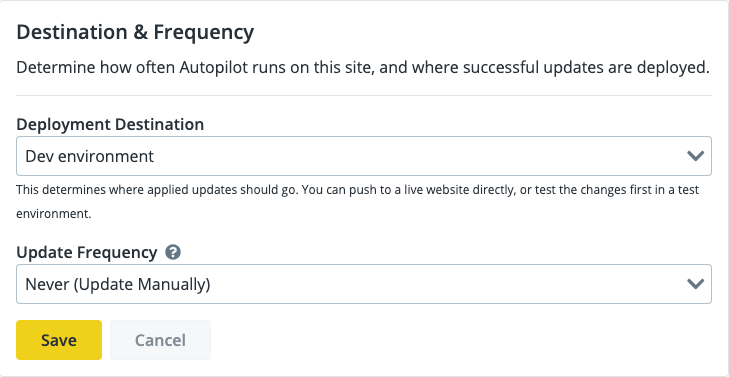 Destination & Frequency
Determine how often Autopilot runs on this site, and where successful updates are deployed.
Deployment Destination
Dev environment
This determines where applied updates should go. You can push to a live website directly, or test the changes first in a test
environment.
Update Frequency ?
Never (Update Manually)
Save Cancel